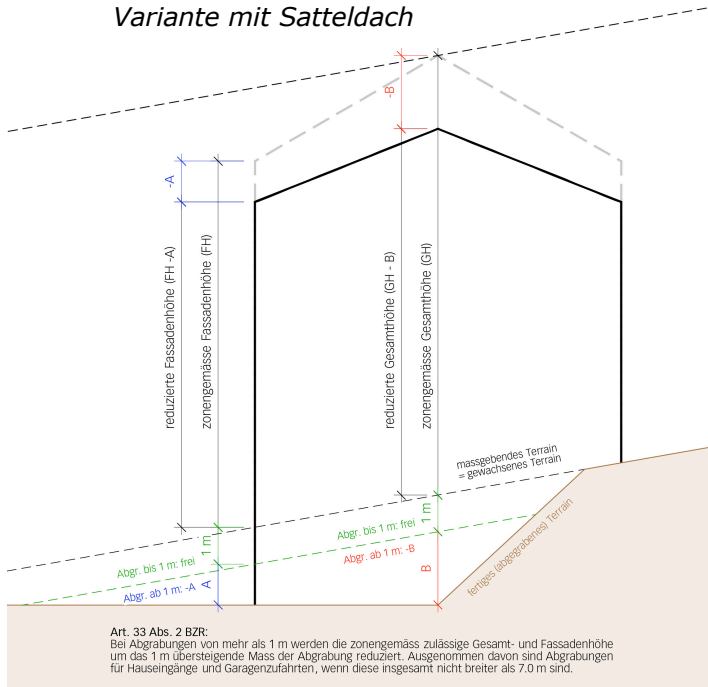 Variante mit Satteldach
-B
-A
reduzierte Fassadenhöhe (FH -A)
zonengemässe Fassadenhöhe (FH)
reduzierte Gesamthöhe (GH - B)
zonengemässe Gesamthöhe (GH)
massgebendes Terrain
= gewachsenes Terrain
1 m
Abgr. bis 1 m: frei
Abgr. ab 1 m: -B
B
1 m
Abgr. bis 1 m: frei
Abgr. ab 1 m: -A
A
fertiges (abgegrabenes) Terrain
Art. 33 Abs. 2 BZR:
Bei Abgrabungen von mehr als 1 m werden die zonengemäss zulässige Gesamt- und Fassadenhöhe
um das 1 m übersteigende Mass der Abgrabung reduziert. Ausgenommen davon sind Abgrabungen
für Hauseingänge und Garagenzufahrten, wenn diese insgesamt nicht breiter als 7.0 m sind.